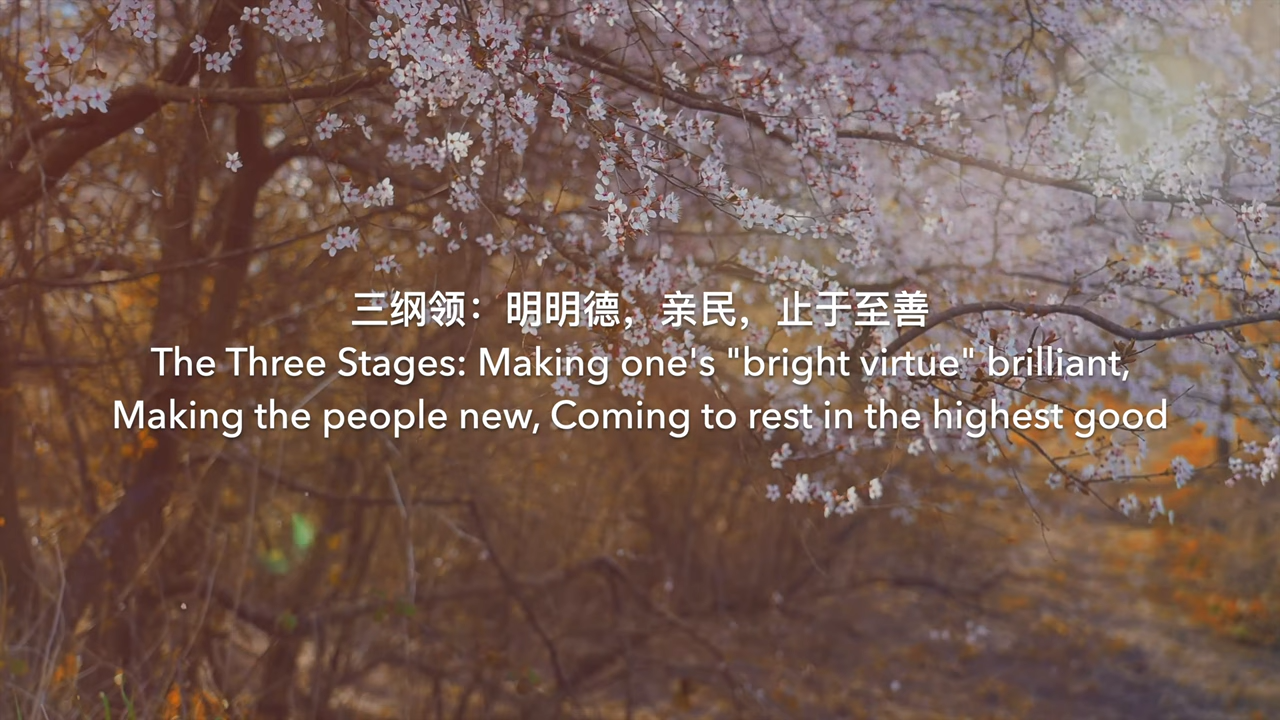 三纲领：明明德，亲民，止于至善
The Three Stages: Making one's "bright virtue" brilliant,
Making the people new, Coming to rest in the highest good